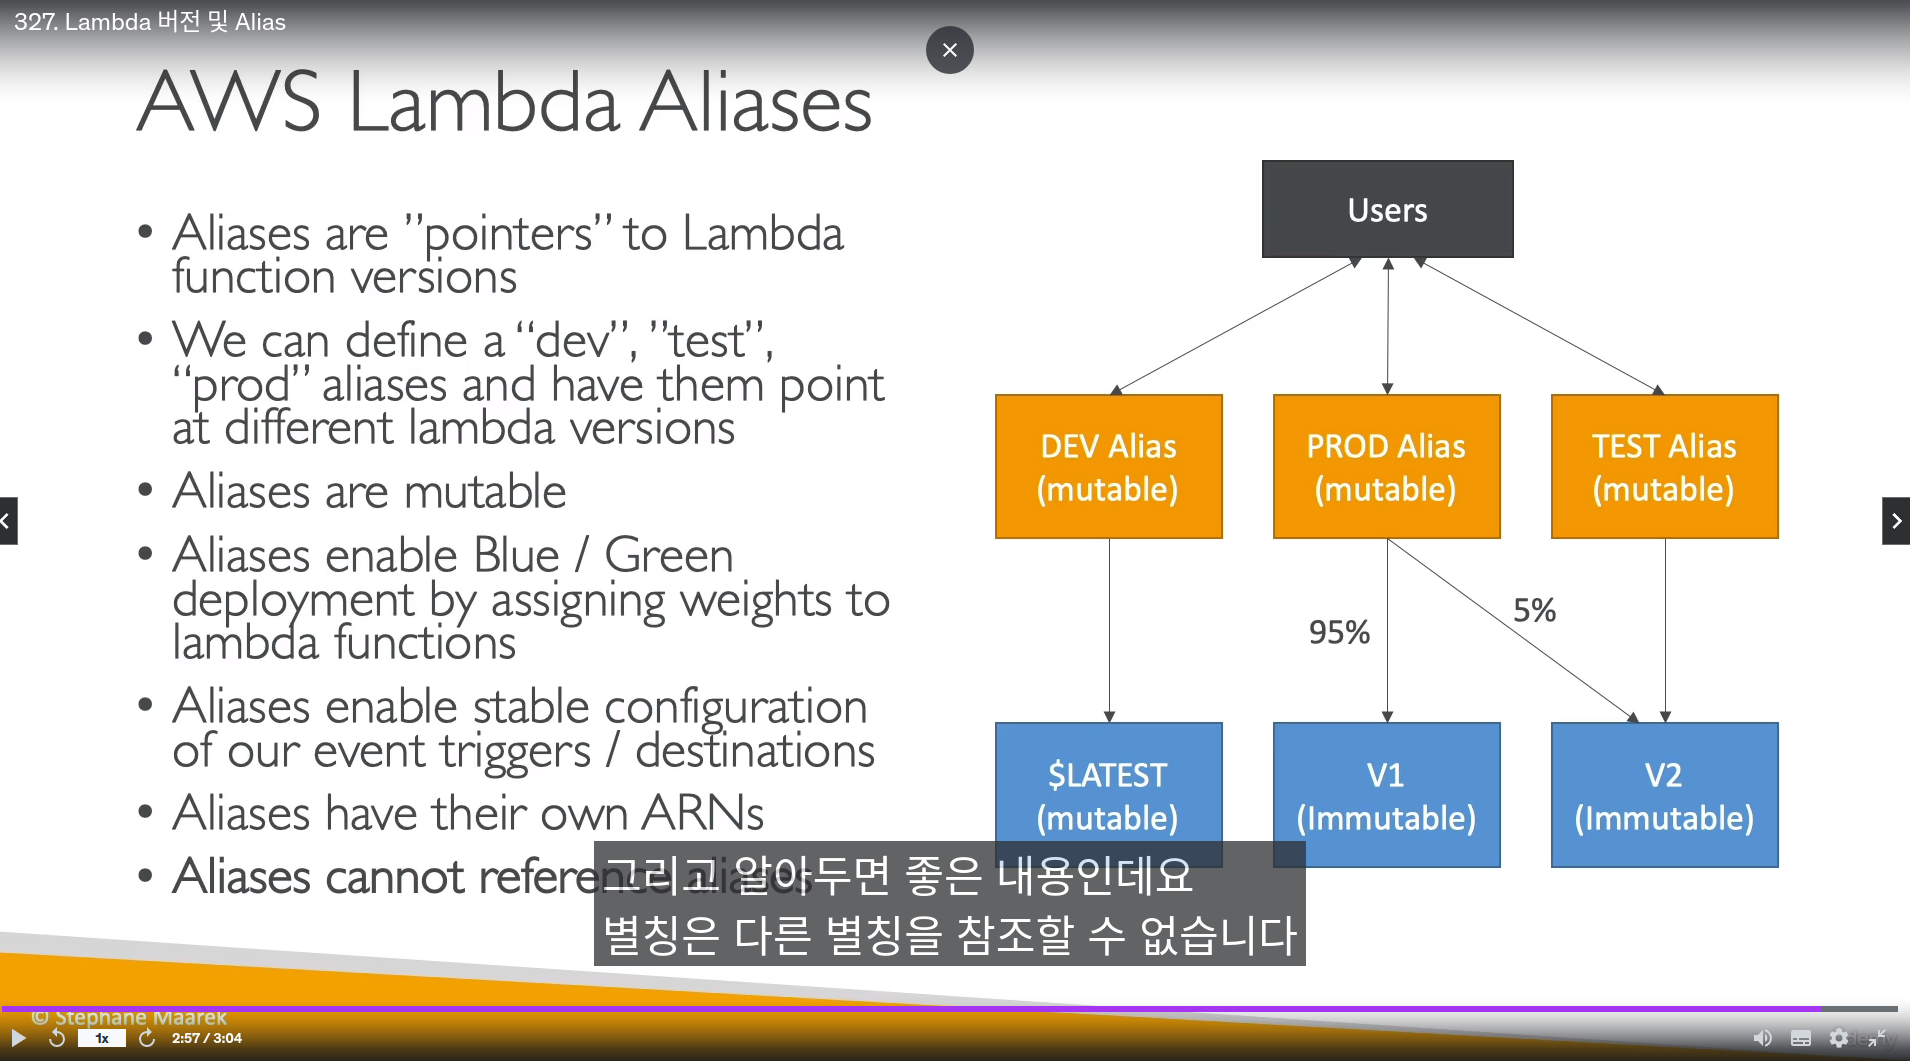 327. Lambda 버전 및 Alias
AWS Lambda Aliases
• Aliases are ”pointers” to Lambda
function versions
• We can define a “dev”, ”test”,
“prod” aliases and have them point
at different lambda versions
• Aliases are mutable
• Aliases enable Blue / Green
deployment by assigning weights to
lambda functions
• Aliases enable stable configuration
of our event triggers / destinations
• Aliases have their own ARNs
• Aliases cannot reference aliases
Users
DEV Alias
(mutable)
PROD Alias
(mutable)
TEST Alias
(mutable)
95%
5%
$LATEST
(mutable)
V1
(Immutable)
V2
(Immutable)
그리고 알아두면 좋은 내용인데요
별칭은 다른 별칭을 참조할 수 없습니다
© Stephane Maarek
1x
2:57 / 3:04